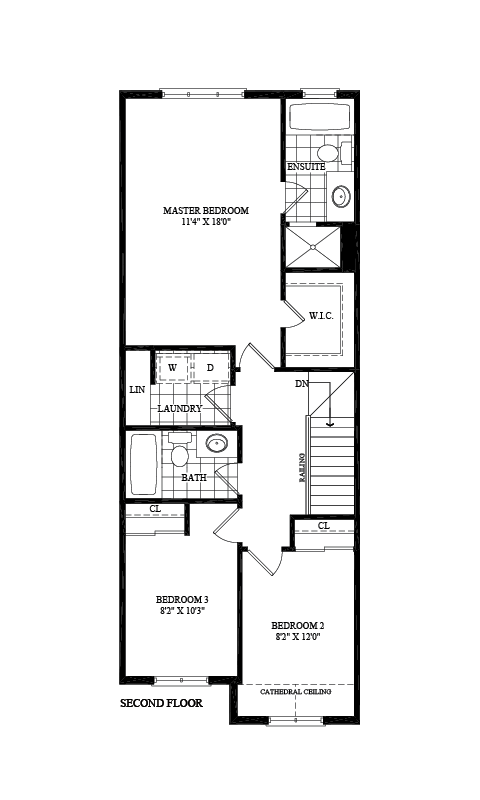 ENSUITE
MASTER BEDROOM
11'4" X 18'0"
W.I.C.
W
D
LIN
DN
LAUNDRY
RAILING
BATH
CL
CL
BEDROOM 3
8'2" X 10'3"
BEDROOM 2
8'2" X 12'0"
CATHEDRAL CEILING
SECOND FLOOR